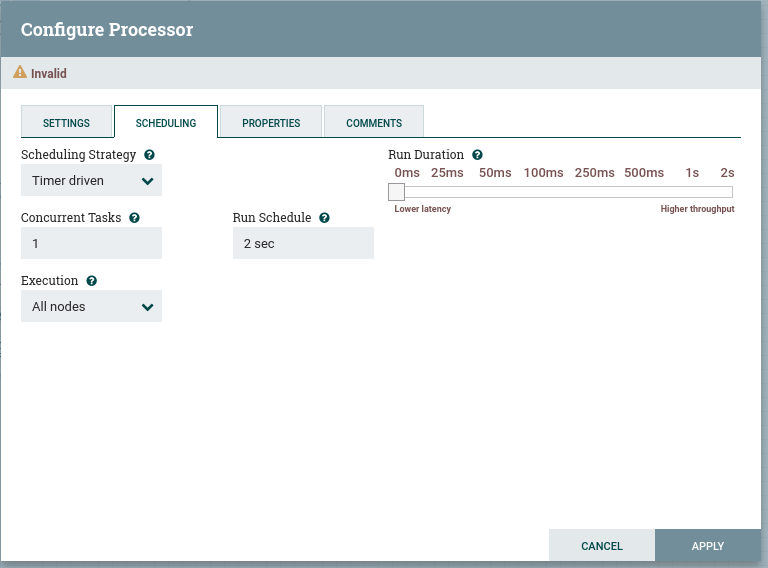 Configure Processor
Invalid
SETTINGS SCHEDULING PROPERTIES COMMENTS
Scheduling Strategy ?
Timer driven
Run Duration ?
0ms 25ms 50ms 100ms 250ms 500ms 1s 2s
Lower latency Higher throughput
Concurrent Tasks ? Run Schedule ?
1 2 sec
Execution ?
All nodes
CANCEL APPLY